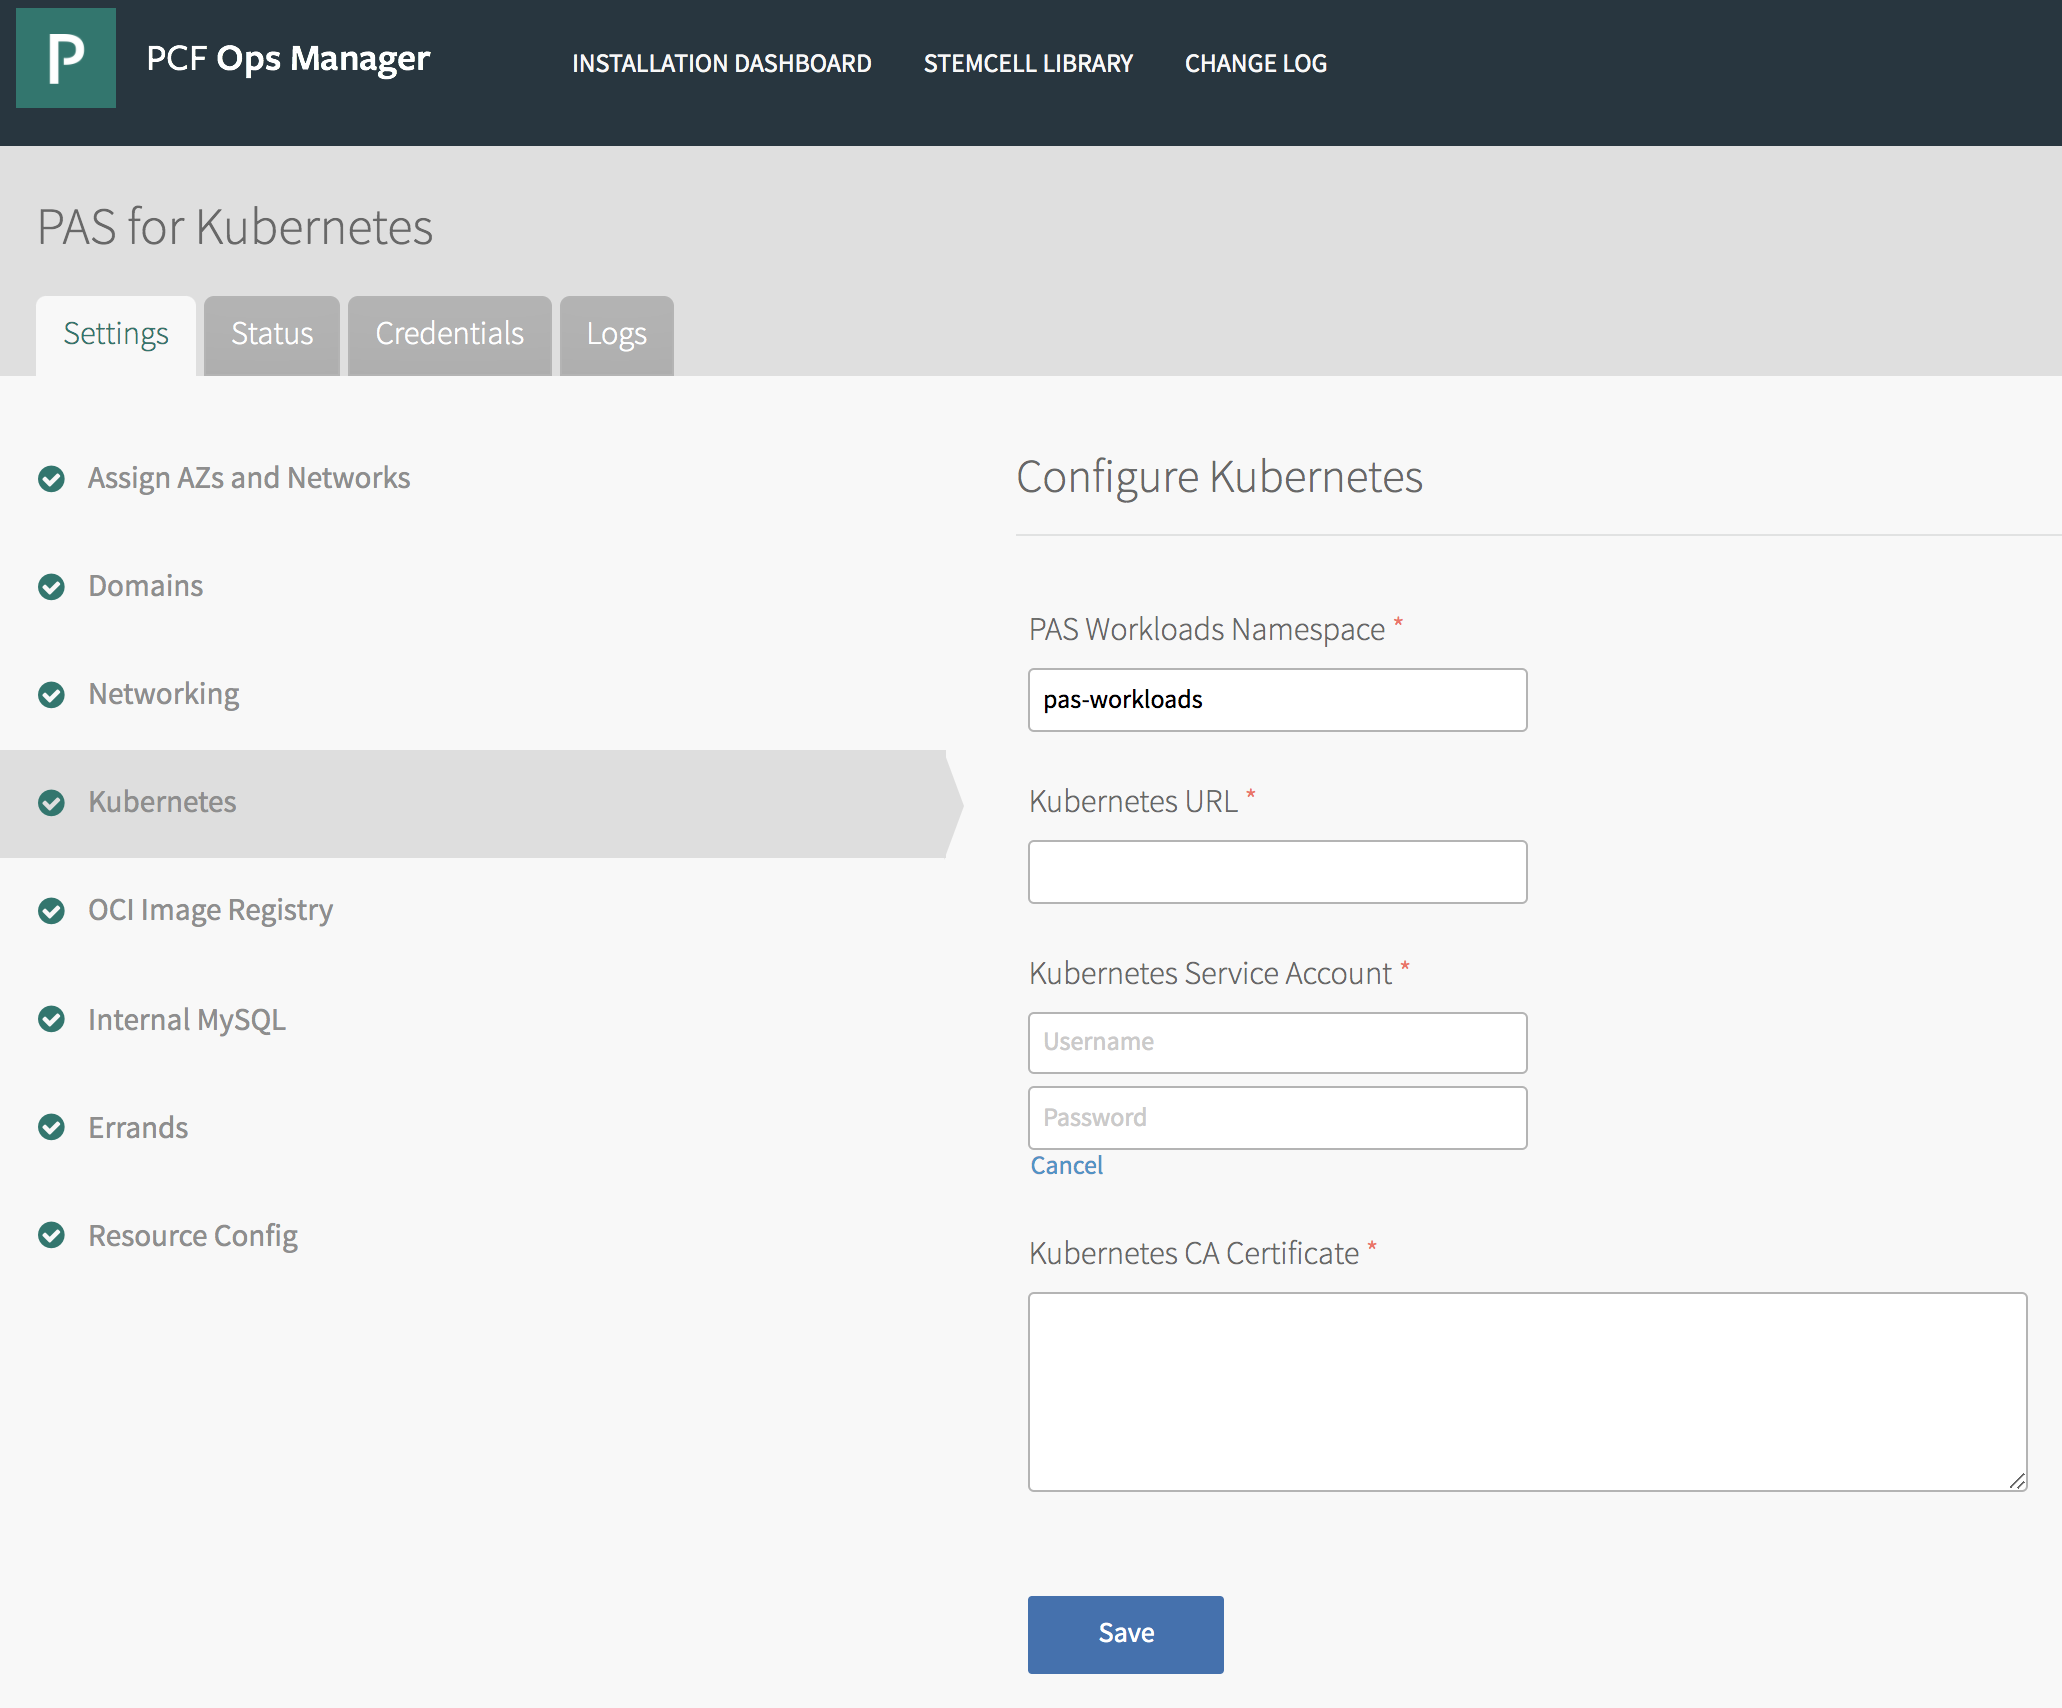 P
PCF Ops Manager
INSTALLATION DASHBOARD
STEMCELL LIBRARY
CHANGE LOG
PAS for Kubernetes
Settings
Status
Credentials
Logs
Assign AZs and Networks
Domains
Networking
Kubernetes
OCI Image Registry
Internal MySQL
Errands
Resource Config
Configure Kubernetes
PAS Workloads Namespace *
pas-workloads
Kubernetes URL *
Kubernetes Service Account *
Username
Password
Cancel
Kubernetes CA Certificate *
Save